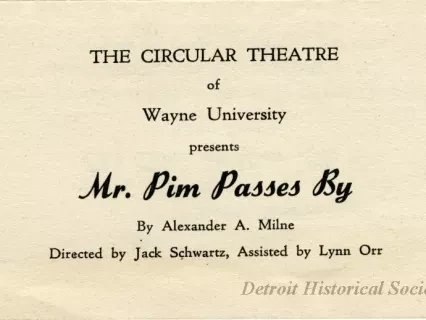 THE CIRCULAR THEATRE
of
Wayne University
presents
Mr. Pim Passes By
By Alexander A. Milne
Directed by Jack Schwartz, Assisted by Lynn Orr
Detroit Historical Socie